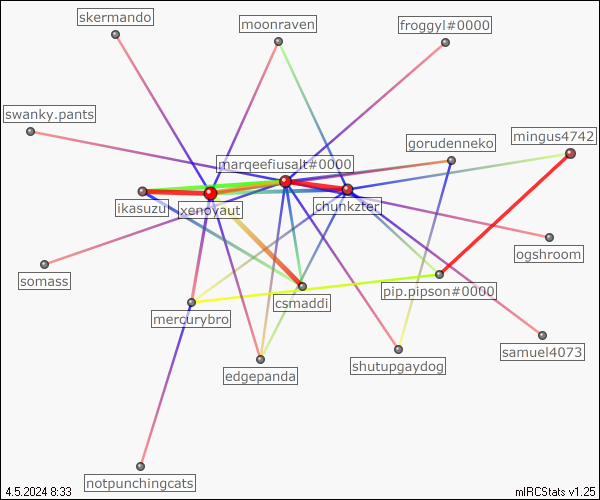 skermando
moonraven
froggyl#0000
swanky.pants
mingus4742
gorudenneko
marqeefiusalt#0000
ikasuzu
xenoyaut
chunkzter
ogshroom
somass
pip.pipson#0000
csmaddi
mercurybro
samuel4073
shutupgaydog
edgepanda
notpunchingcats
4.5.2024 8:33
mIRCStats v1.25